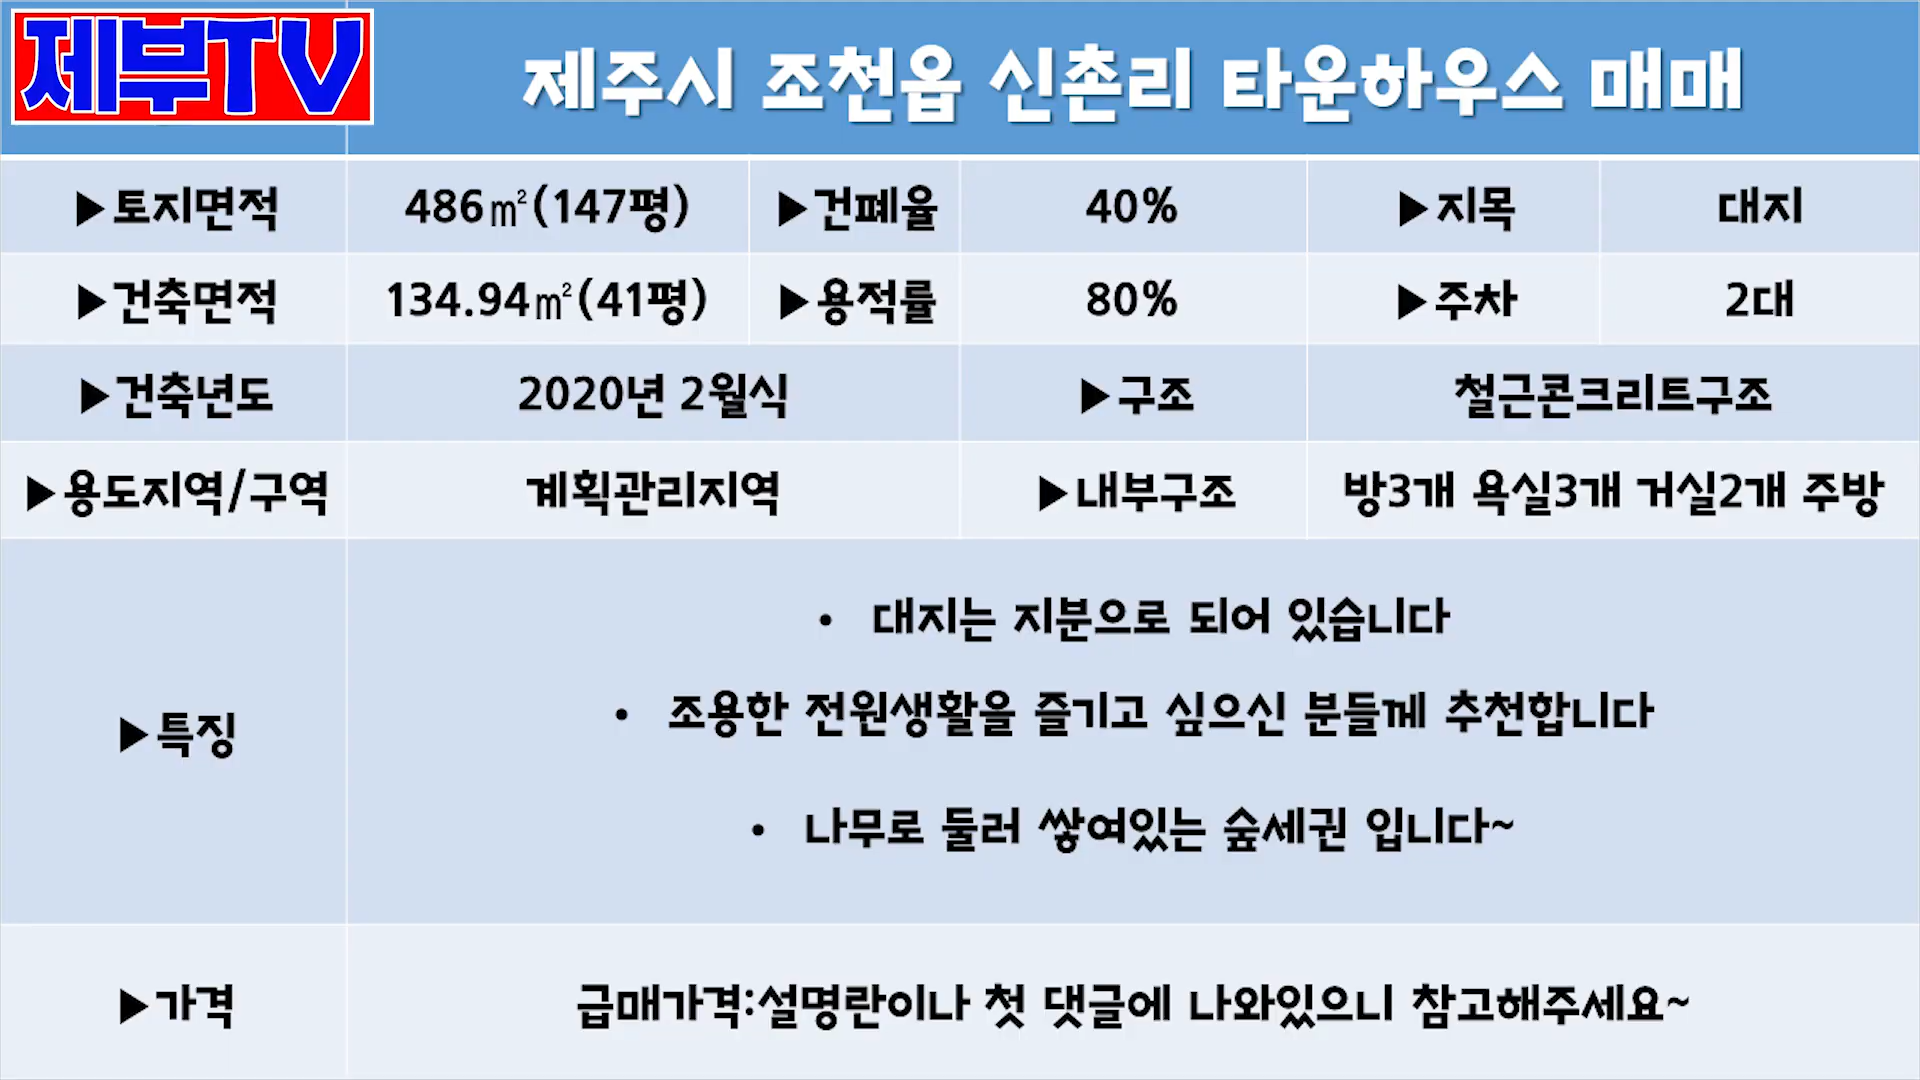 제부TV
제주시 조천읍 신촌리 타운하우스 매매
▶토지면적 486㎡(147평) ▶건폐율 40% ▶지목 대지
▶건축면적 134.94㎡(41평) ▶용적률 80% ▶주차 2대
▶건축년도 2020년 2월식 ▶구조 철근콘크리트구조
▶용도지역/구역 계획관리지역 ▶내부구조 방3개 욕실3개 거실2개 주방
▶특징
• 대지는 지분으로 되어 있습니다
• 조용한 전원생활을 즐기고 싶으신 분들께 추천합니다
• 나무로 둘러 쌓여있는 숲세권 입니다~
▶가격 급매가격:설명란이나 첫 댓글에 나와있으니 참고해주세요~